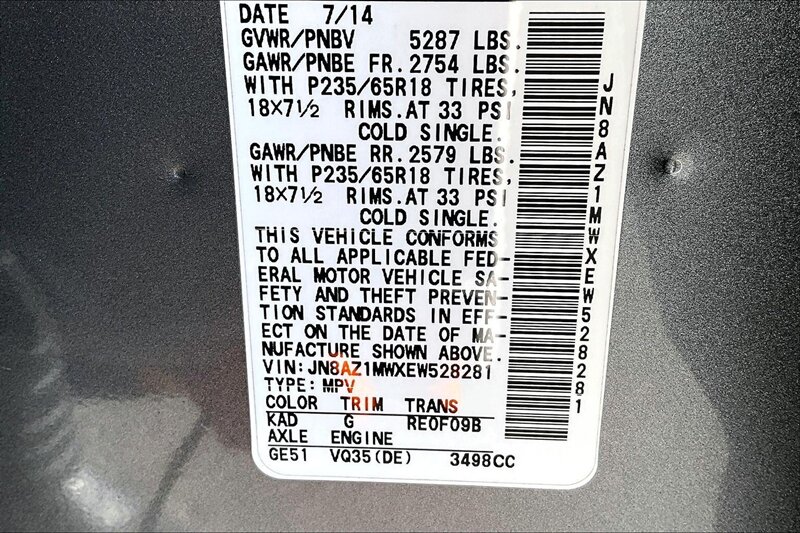 DATE 7/14
GVWR/PNBV 5287 LBS.
GAWR/PNBE FR. 2754 LBS.
WITH P235/65R18 TIRES,
18×7½ RIMS. AT 33 PSI
COLD SINGLE.
GAWR/PNBE RR. 2579 LBS.
WITH P235/65R18 TIRES,
18×7½ RIMS. AT 33 PSI
COLD SINGLE.
THIS VEHICLE CONFORMS
TO ALL APPLICABLE FED-
ERAL MOTOR VEHICLE SA-
FETY AND THEFT PREVEN-
TION STANDARDS IN EFF-
ECT ON THE DATE OF MA-
NUFACTURE SHOWN ABOVE.
VIN: JN8AZ1MWXEW528281
TYPE: MPV
COLOR TRIM TRANS
KAD G RE0F09B
AXLE ENGINE
GE51 VQ35(DE) 3498CC
JN8AZ1MWXEW528281